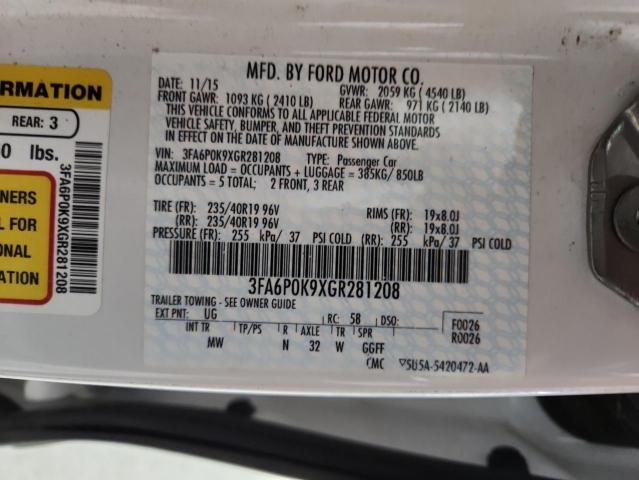 MFD. BY FORD MOTOR CO.
DATE: 11/15 GVWR: 2059 KG ( 4540 LB)
FRONT GAWR: 1093 KG ( 2410 LB) REAR GAWR: 971 KG ( 2140 LB)
THIS VEHICLE CONFORMS TO ALL APPLICABLE FEDERAL MOTOR
VEHICLE SAFETY, BUMPER, AND THEFT PREVENTION STANDARDS
IN EFFECT ON THE DATE OF MANUFACTURE SHOWN ABOVE.
VIN: 3FA6P0K9XGR281208 TYPE: Passenger Car
MAXIMUM LOAD = OCCUPANTS + LUGGAGE = 385KG/ 850LB
OCCUPANTS = 5 TOTAL; 2 FRONT, 3 REAR
TIRE (FR): 235/40R19 96V RIMS (FR): 19x8.0J
(RR): 235/40R19 96V (RR): 19x8.0J
PRESSURE (FR): 255 kPa/ 37 PSI COLD (RR): 255 kPa/ 37 PSI COLD
3FA6P0K9XGR281208
TRAILER TOWING - SEE OWNER GUIDE
EXT PNT: UG RC: 58 DSO: F0026
INT TR TP/PS R AXLE TR SPR R0026
MW N 32 W GGFF
CMC
ORMATION
REAR: 3
0 lbs.
NERS
L FOR
ONAL
3FA6P0K9XGR281208